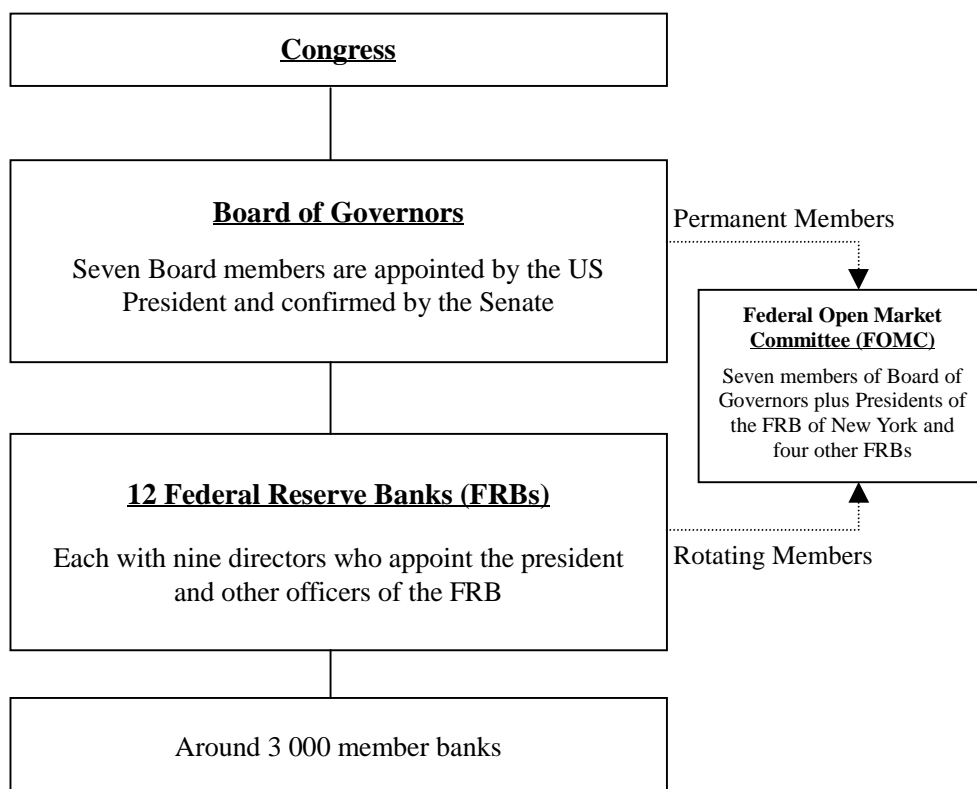 Congress
Board of Governors
Seven Board members are appointed by the US
President and confirmed by the Senate
Permanent Members
Federal Open Market
Committee (FOMC)
Seven members of Board of
Governors plus Presidents of
the FRB of New York and
four other FRBs
12 Federal Reserve Banks (FRBs)
Each with nine directors who appoint the president
and other officers of the FRB
Rotating Members
Around 3 000 member banks